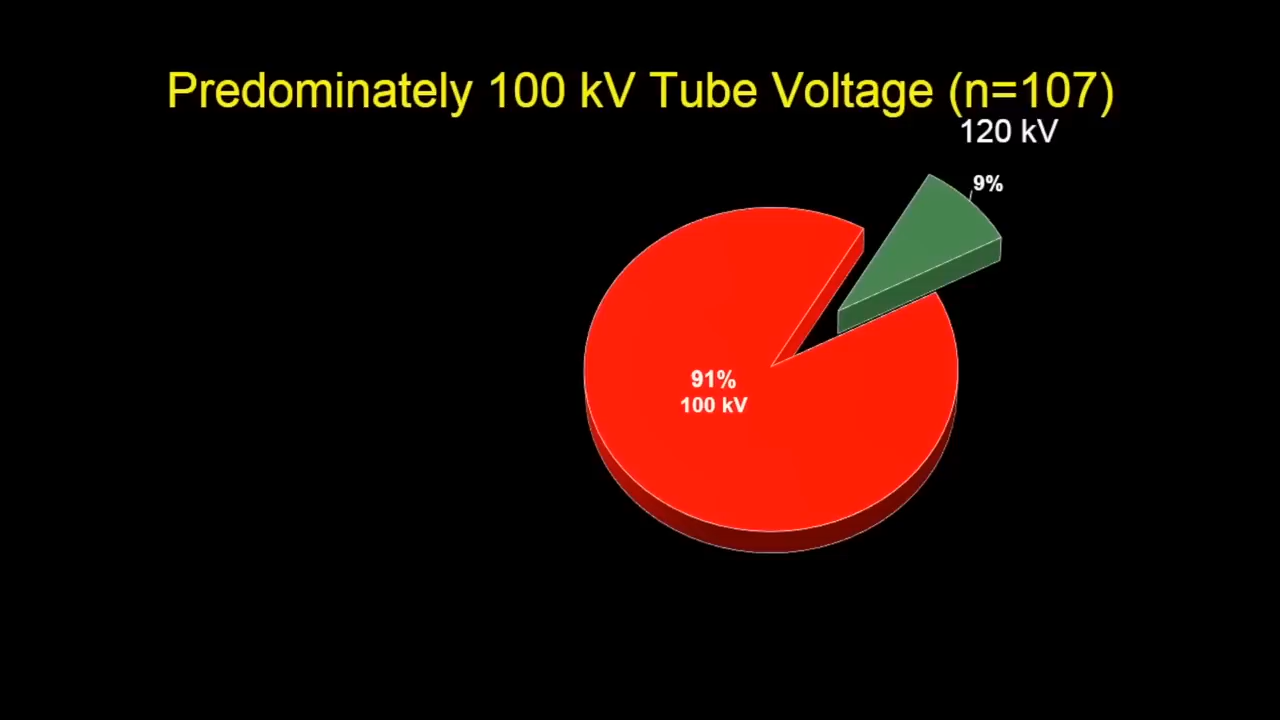 Predominately 100 kV Tube Voltage (n=107)
120 kV
9%
91%
100 kV